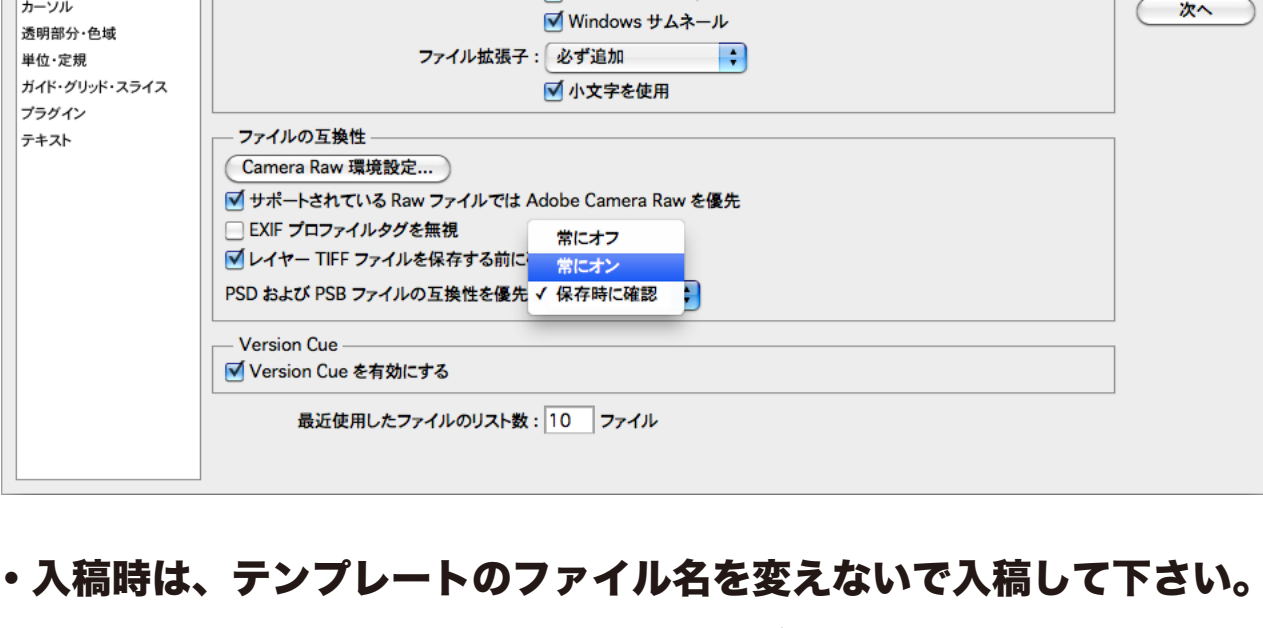 カーソル
透明部分・色域
単位・定規
ガイド・グリッド・スライス
プラグイン
テキスト
Windows サムネール
ファイル拡張子： 必ず追加
小文字を使用
次へ
ファイルの互換性
Camera Raw 環境設定...
サポートされている Raw ファイルでは Adobe Camera Raw を優先
EXIF プロファイルタグを無視
レイヤー TIFF ファイルを保存する前に
PSD および PSB ファイルの互換性を優先
常にオフ
常にオン
✓ 保存時に確認
Version Cue
Version Cue を有効にする
最近使用したファイルのリスト数： 10 ファイル
・入稿時は、テンプレートのファイル名を変えないで入稿して下さい。